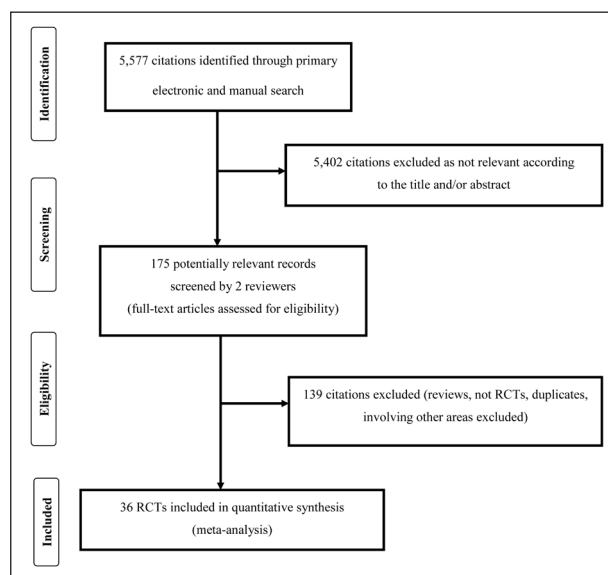 Identification
5,577 citations identified through primary
electronic and manual search
5,402 citations excluded as not relevant according
to the title and/or abstract
Screening
175 potentially relevant records
screened by 2 reviewers
(full-text articles assessed for eligibility)
Eligibility
139 citations excluded (reviews, not RCTs, duplicates,
involving other areas excluded)
Included
36 RCTs included in quantitative synthesis
(meta-analysis)